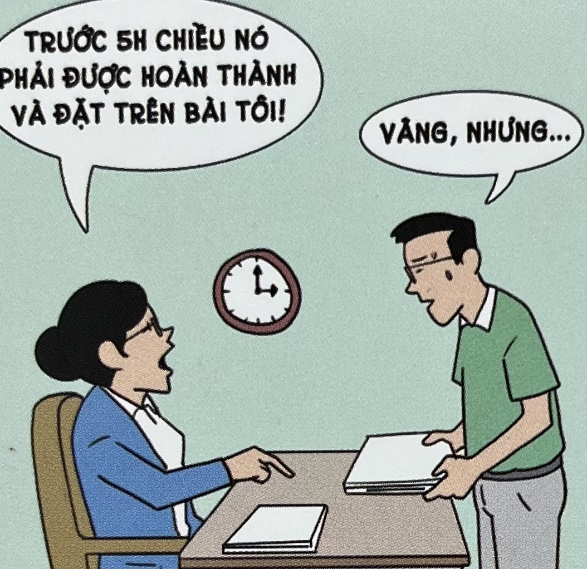 TRƯỚC 5H CHIỀU NÓ
PHẢI ĐƯỢC HOÀN THÀNH
VÀ ĐẶT TRÊN BÀI TÔI!
VÂNG, NHƯNG...